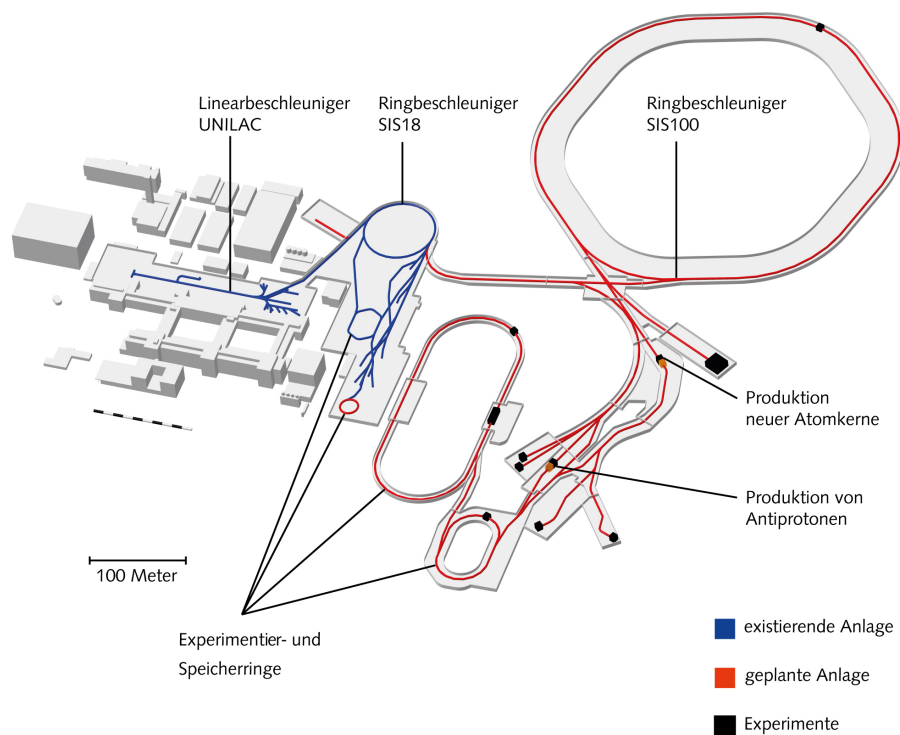 Linearbeschleuniger
UNILAC
Ringbeschleuniger
SIS18
Ringbeschleuniger
SIS100
Produktion
neuer Atomkerne
Produktion von
Antiprotonen
100 Meter
Experimentier- und
Speicherringe
existierende Anlage
geplante Anlage
Experimente